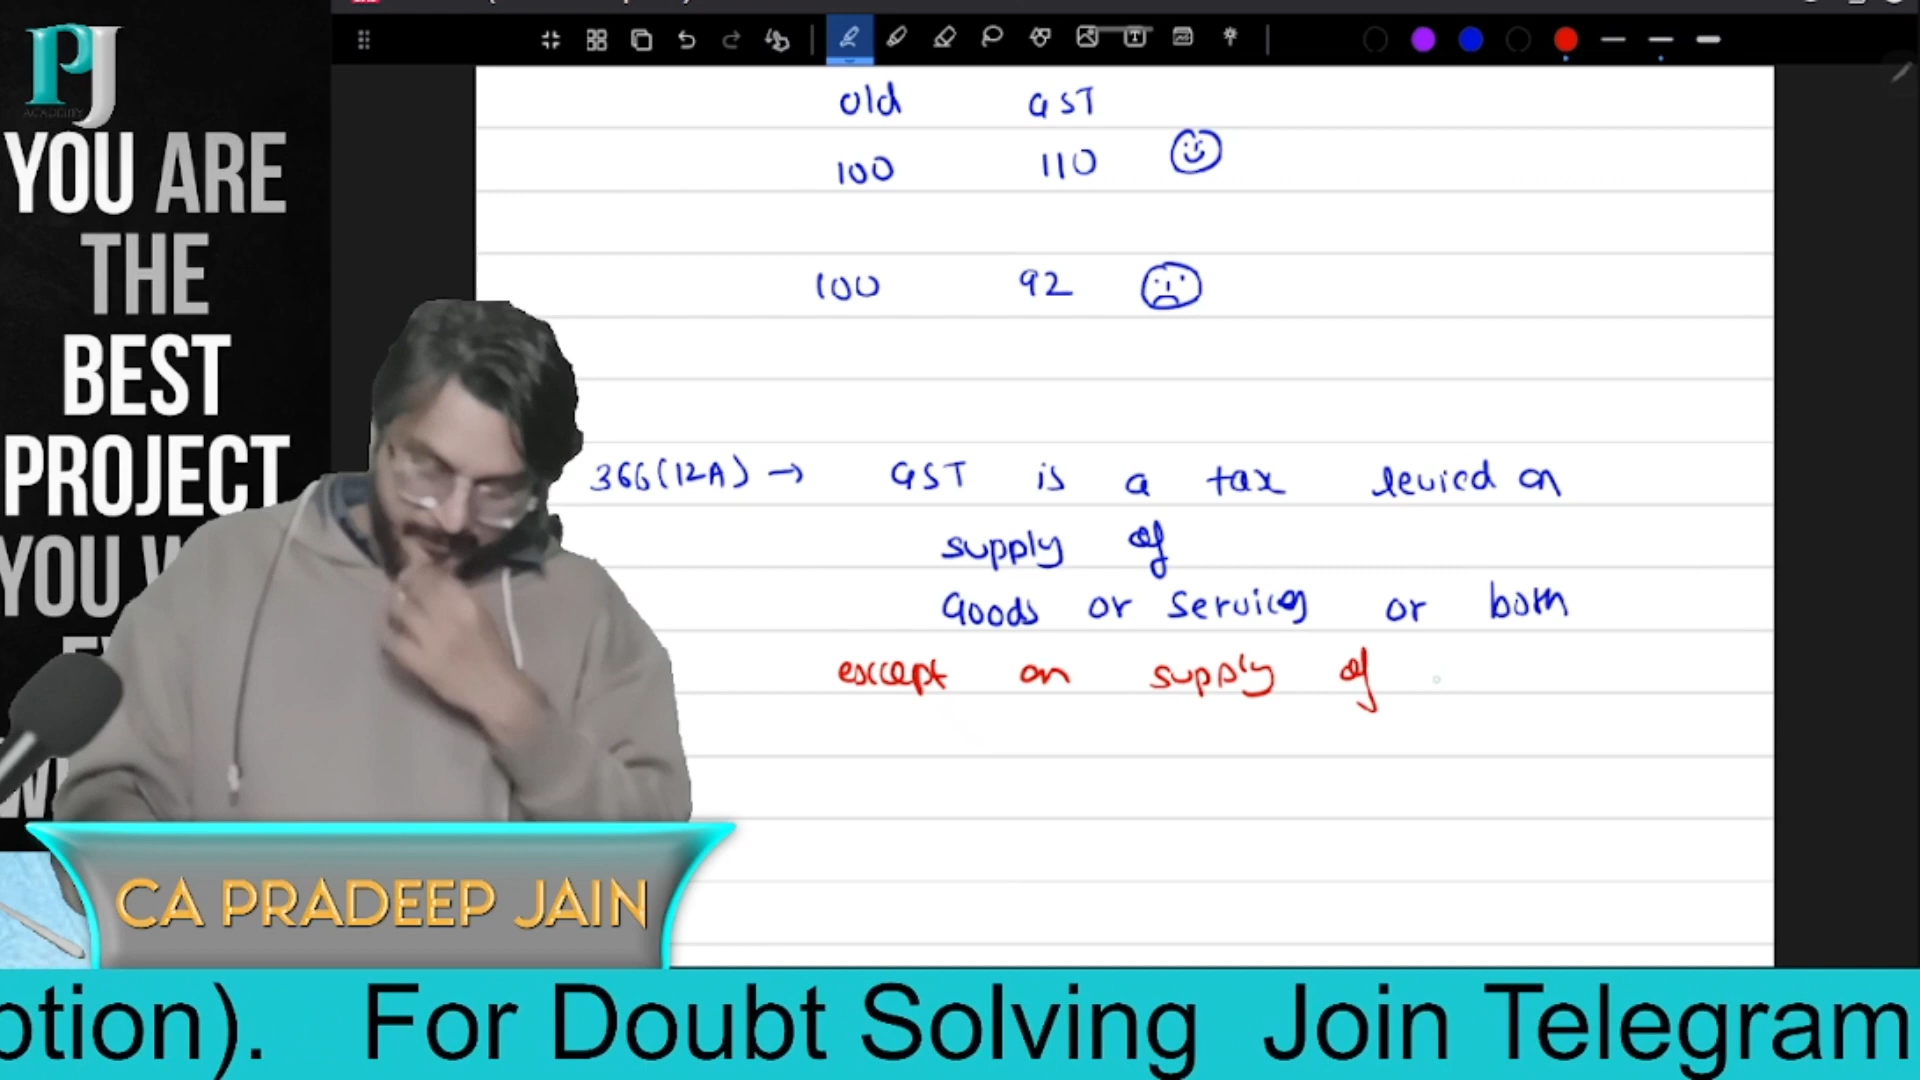 PJ
ACADEMY
YOU ARE
THE
BEST
PROJECT
YOU
old GST
100 110
100 92
366(12A) → GST is a tax levied on
supply of
Goods or services or both
except on supply of
CA PRADEEP JAIN
ption). For Doubt Solving Join Telegram